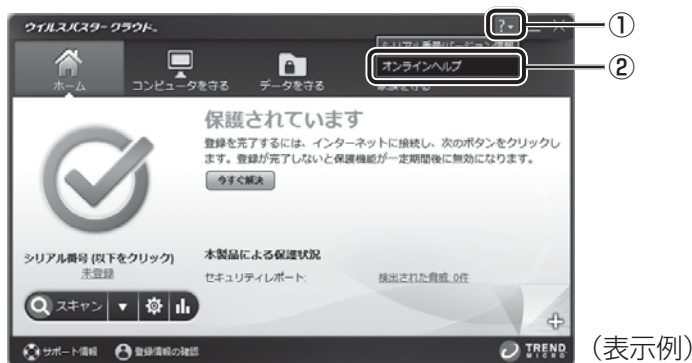 ウイルスバスター クラウド™
?
①
シリアル番号/バージョン情報
オンラインヘルプ
②
ホーム
コンピュータを守る
データを守る
家族を守る
保護されています
登録を完了するには、インターネットに接続し、次のボタンをクリックし
ます。登録が完了しないと保護機能が一定期間後に無効になります。
今すぐ解決
シリアル番号 (以下をクリック)
未登録
本製品による保護状況
セキュリティレポート:
検出された脅威: 0件
スキャン
サポート情報
登録情報の確認
TREND
MICRO
(表示例)